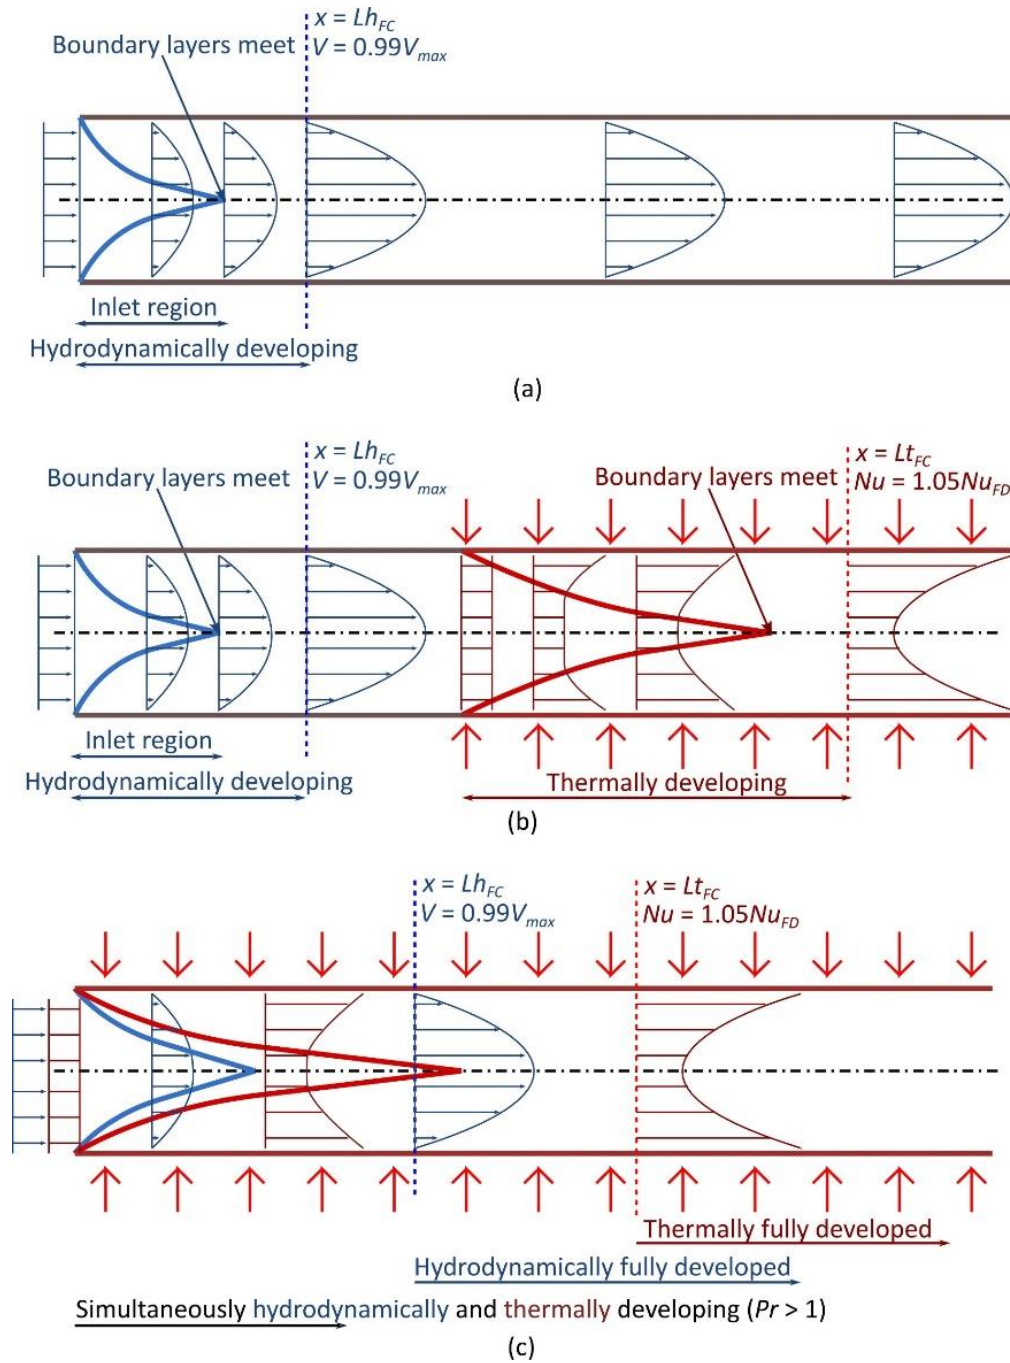 x = Lh_FC
Boundary layers meet V = 0.99V_max
Inlet region
Hydrodynamically developing
(a)
x = Lh_FC
V = 0.99V_max
Boundary layers meet
x = Lt_FC
Nu = 1.05Nu_FD
Boundary layers meet
Inlet region
Hydrodynamically developing
Thermally developing
(b)
x = Lh_FC
V = 0.99V_max
x = Lt_FC
Nu = 1.05Nu_FD
Thermally fully developed
Hydrodynamically fully developed
Simultaneously hydrodynamically and thermally developing (Pr > 1)
(c)